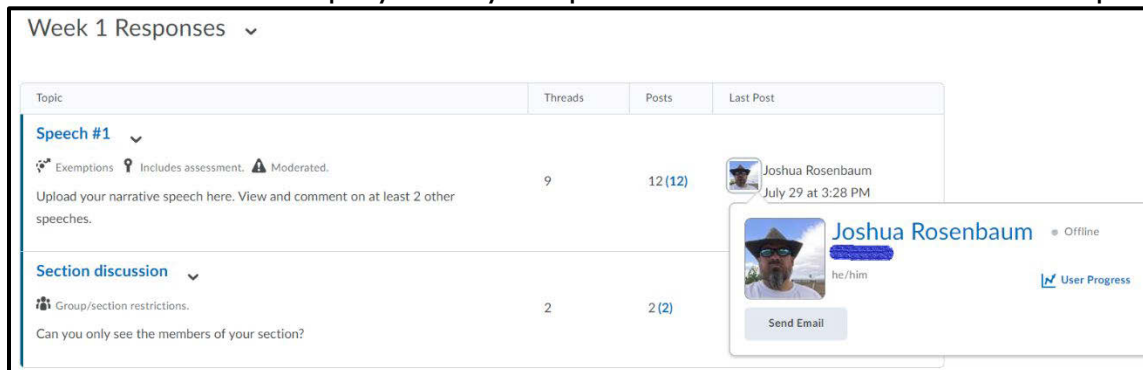 Week 1 Responses
Topic Threads Posts Last Post
Speech #1
Exemptions Includes assessment. Moderated.
Upload your narrative speech here. View and comment on at least 2 other
speeches.
9 12 (12)
Joshua Rosenbaum
July 29 at 3:28 PM
Section discussion
Group/section restrictions.
Can you only see the members of your section?
2 2 (2)
Joshua Rosenbaum Offline
he/him
User Progress
Send Email